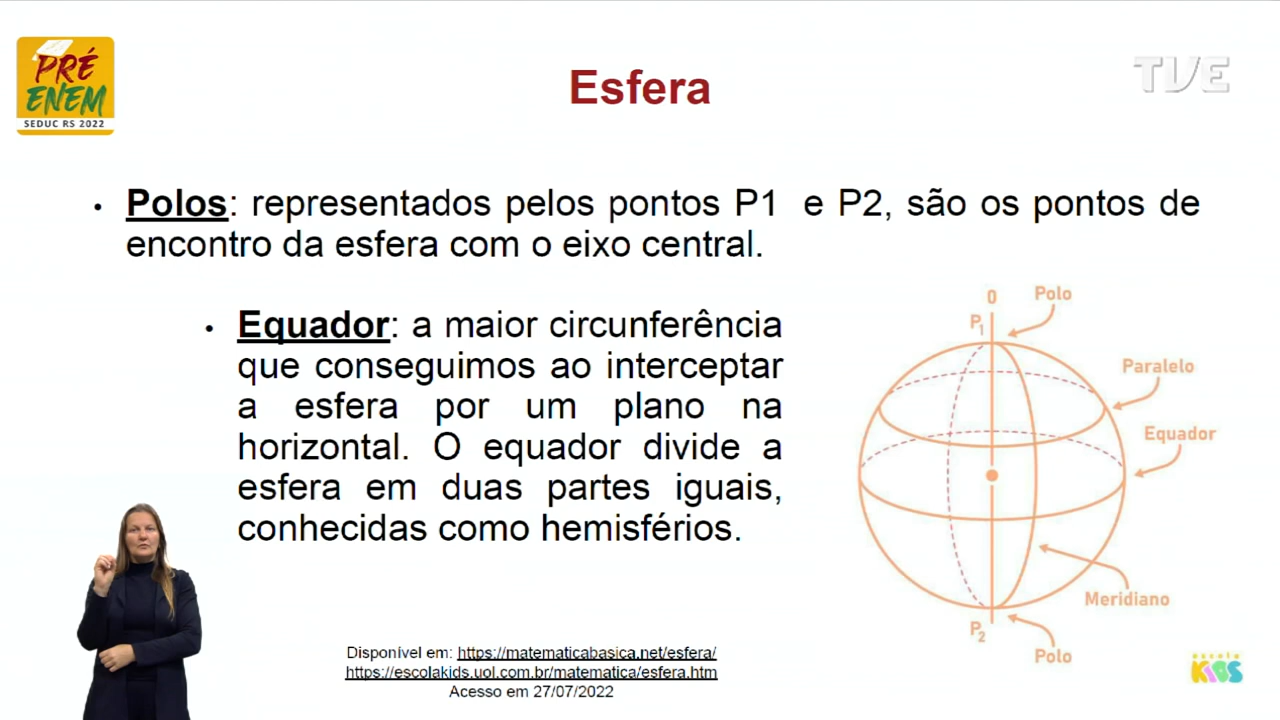 PRÉ
ENEM
SEDUC RS 2022
TVE
Esfera
• Polos: representados pelos pontos P1 e P2, são os pontos de
encontro da esfera com o eixo central.
• Equador: a maior circunferência
que conseguimos ao interceptar
a esfera por um plano na
horizontal. O equador divide a
esfera em duas partes iguais,
conhecidas como hemisférios.
0
Polo
P1
Paralelo
Equador
Meridiano
P2
Polo
Disponível em: https://matematicabasica.net/esfera/
https://escolakids.uol.com.br/matematica/esfera.htm
Acesso em 27/07/2022
escola
KIDS